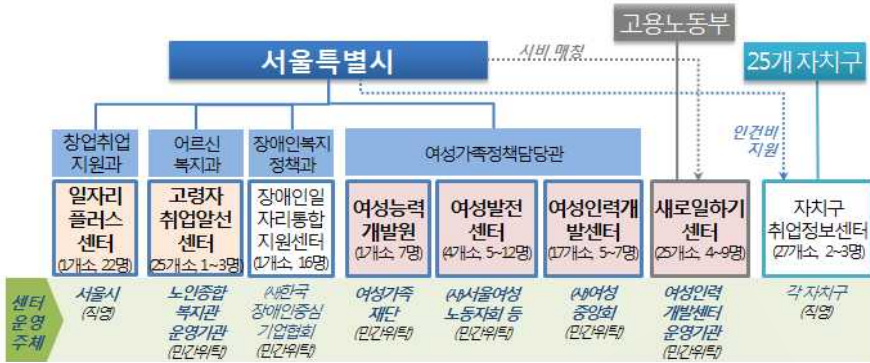 고용노동부
서울특별시
시비 매칭
25개 자치구
인건비
지원
창업취업
지원과
어르신
복지과
장애인복지
정책과
여성가족정책담당관
일자리
플러스
센터
(1개소, 22명)
고령자
취업알선
센터
(25개소, 1~3명)
장애인일
자리통합
지원센터
(1개소, 16명)
여성능력
개발원
(1개소, 7명)
여성발전
센터
(4개소, 5~12명)
여성인력개
발센터
(17개소, 5~7명)
새로일하기
센터
(25개소, 4~9명)
자치구
취업정보센터
(27개소, 2~3명)
센터
운영
주체
서울시
(직영)
노인종합
복지관
운영기관
(민간위탁)
(사)한국
장애인중심
기업협회
(민간위탁)
여성가족
재단
(민간위탁)
(사)서울여성
노동자회 등
(민간위탁)
(사)여성
중앙회
(민간위탁)
여성인력
개발센터
운영기관
(민간위탁)
각 자치구
(직영)